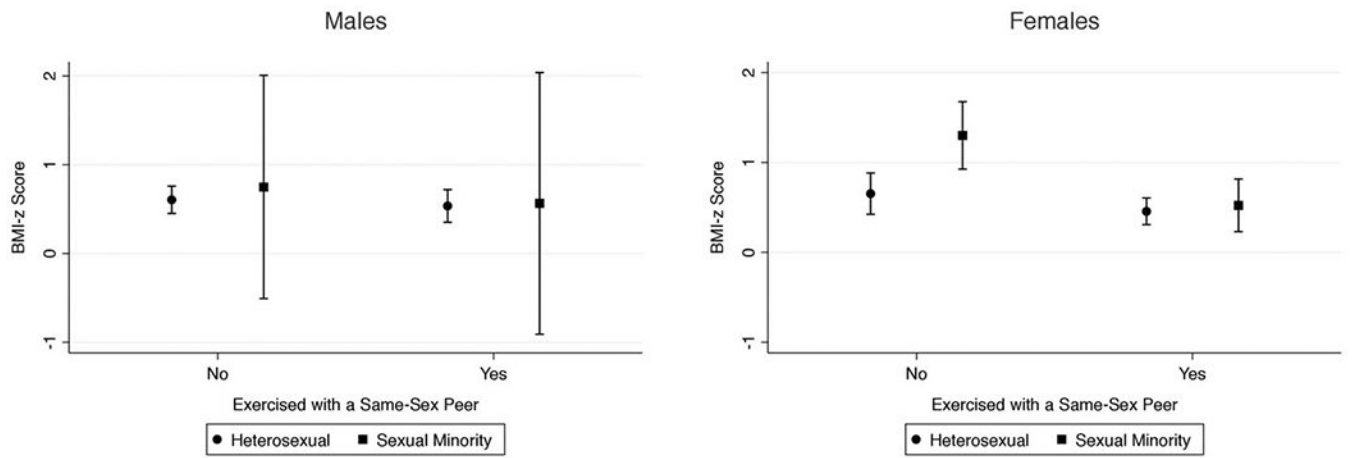 Males
BMI-z Score
2
1
0
-1
No
Yes
Exercised with a Same-Sex Peer
Heterosexual
Sexual Minority
Females
BMI-z Score
2
1
0
-1
No
Yes
Exercised with a Same-Sex Peer
Heterosexual
Sexual Minority